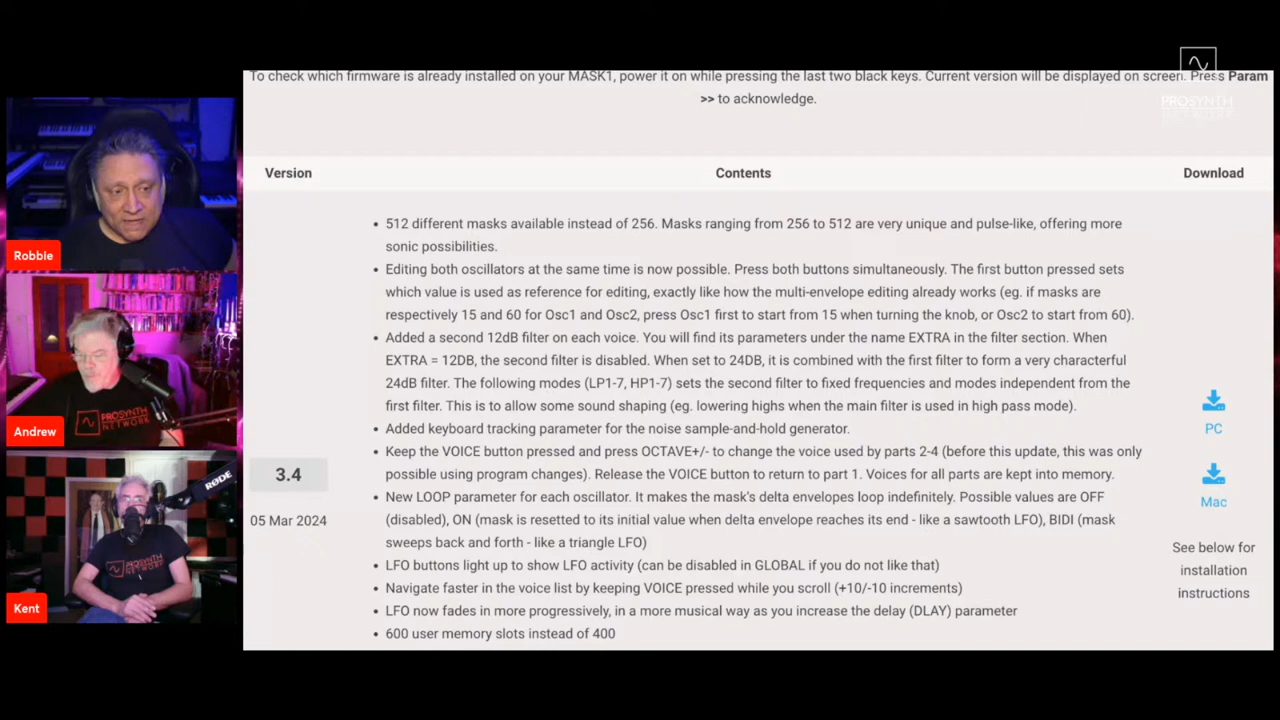 To check which firmware is already installed on your MASK1, power it on while pressing the last two black keys. Current version will be displayed on screen. Press Param
>> to acknowledge.
PROSYNTH
NETWORK
Version
Contents
Download
• 512 different masks available instead of 256. Masks ranging from 256 to 512 are very unique and pulse-like, offering more
sonic possibilities.
• Editing both oscillators at the same time is now possible. Press both buttons simultaneously. The first button pressed sets
which value is used as reference for editing, exactly like how the multi-envelope editing already works (eg. if masks are
respectively 15 and 60 for Osc1 and Osc2, press Osc1 first to start from 15 when turning the knob, or Osc2 to start from 60).
• Added a second 12dB filter on each voice. You will find its parameters under the name EXTRA in the filter section. When
EXTRA = 12DB, the second filter is disabled. When set to 24DB, it is combined with the first filter to form a very characterful
24dB filter. The following modes (LP1-7, HP1-7) sets the second filter to fixed frequencies and modes independent from the
first filter. This is to allow some sound shaping (eg. lowering highs when the main filter is used in high pass mode).
• Added keyboard tracking parameter for the noise sample-and-hold generator.
• Keep the VOICE button pressed and press OCTAVE+/- to change the voice used by parts 2-4 (before this update, this was only
possible using program changes). Release the VOICE button to return to part 1. Voices for all parts are kept into memory.
• New LOOP parameter for each oscillator. It makes the mask's delta envelopes loop indefinitely. Possible values are OFF
(disabled), ON (mask is resetted to its initial value when delta envelope reaches its end - like a sawtooth LFO), BIDI (mask
sweeps back and forth - like a triangle LFO)
• LFO buttons light up to show LFO activity (can be disabled in GLOBAL if you do not like that)
• Navigate faster in the voice list by keeping VOICE pressed while you scroll (+10/-10 increments)
• LFO now fades in more progressively, in a more musical way as you increase the delay (DLAY) parameter
• 600 user memory slots instead of 400
3.4
05 Mar 2024
PC
Mac
See below for
installation
instructions
Robbie
PROSYNTH
NETWORK
Andrew
RØDE
PROSYNTH
NETWORK
Kent